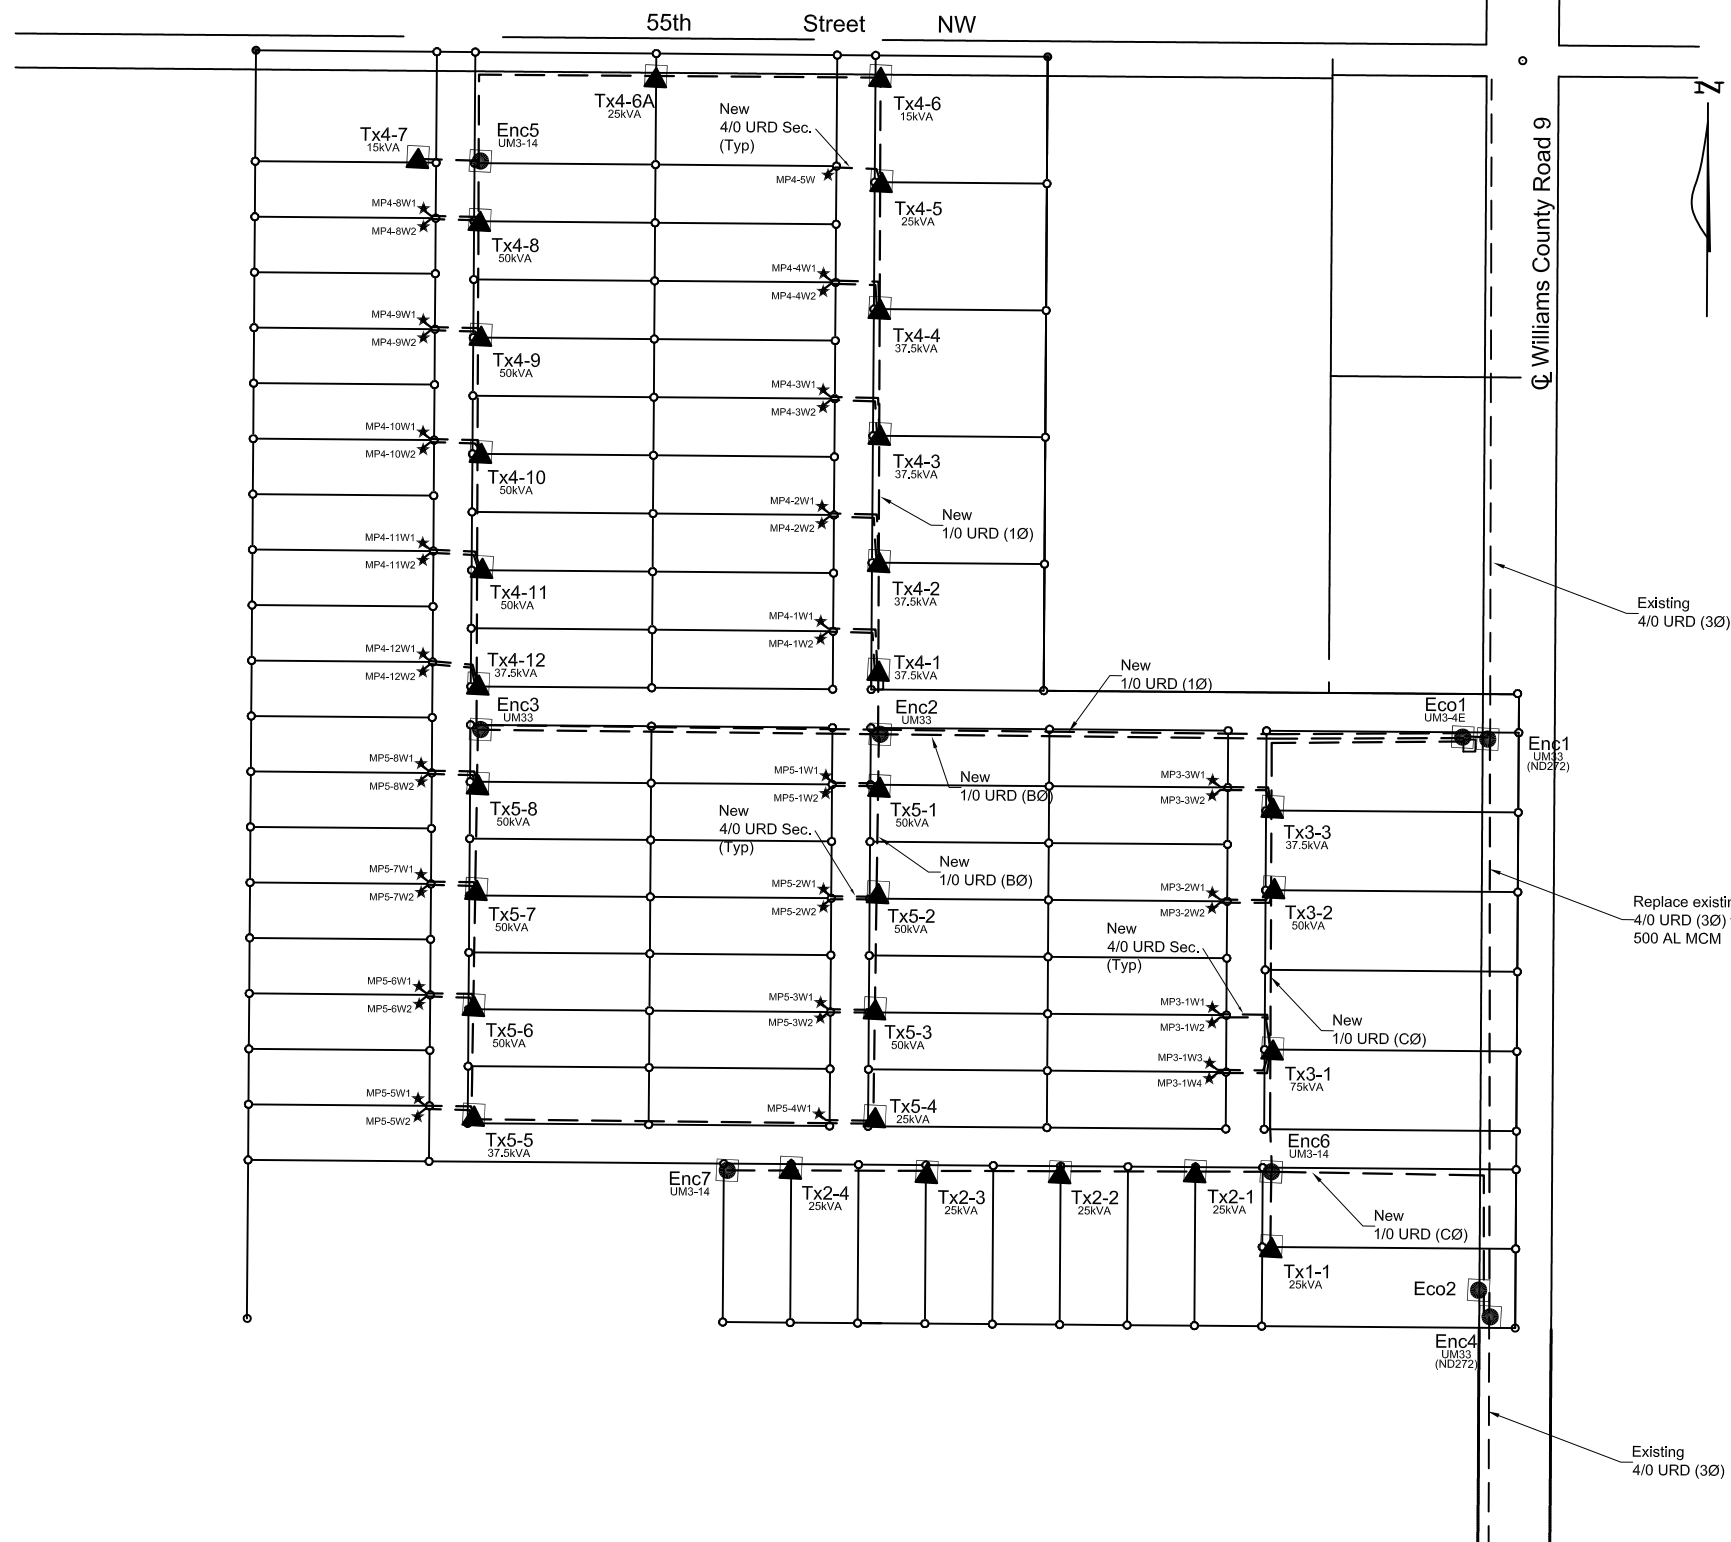 55th Street NW
Tx4-6A
25kVA
Tx4-6
15kVA
New
4/0 URD Sec.
(Typ)
Tx4-7
15kVA
Enc5
UM3-14
MP4-5W
Tx4-5
25kVA
MP4-8W1
MP4-8W2
Tx4-8
50kVA
MP4-4W1
MP4-4W2
Tx4-4
37.5kVA
MP4-9W1
MP4-9W2
Tx4-9
50kVA
MP4-3W1
MP4-3W2
Tx4-3
37.5kVA
MP4-10W1
MP4-10W2
Tx4-10
50kVA
MP4-2W1
MP4-2W2
New
1/0 URD (1Ø)
Tx4-2
37.5kVA
MP4-11W1
MP4-11W2
Tx4-11
50kVA
MP4-1W1
MP4-1W2
Tx4-1
37.5kVA
MP4-12W1
MP4-12W2
Tx4-12
37.5kVA
N
℄ Williams County Road 9
Existing
4/0 URD (3Ø)
New
1/0 URD (1Ø)
Enc3
UM33
Enc2
UM33
Eco1
UM3-4E
Enc1
UM33
(ND272)
MP5-8W1
MP5-8W2
Tx5-8
50kVA
MP5-1W1
MP5-1W2
Tx5-1
50kVA
New
1/0 URD (BØ)
MP3-3W1
MP3-3W2
Tx3-3
37.5kVA
New
4/0 URD Sec.
(Typ)
New
1/0 URD (BØ)
MP5-7W1
MP5-7W2
Tx5-7
50kVA
MP5-2W1
MP5-2W2
Tx5-2
50kVA
MP3-2W1
MP3-2W2
Tx3-2
50kVA
Replace existin
4/0 URD (3Ø)
500 AL MCM
New
4/0 URD Sec.
(Typ)
MP5-6W1
MP5-6W2
Tx5-6
50kVA
MP5-3W1
MP5-3W2
Tx5-3
50kVA
MP3-1W1
MP3-1W2
MP3-1W3
MP3-1W4
New
1/0 URD (CØ)
Tx3-1
75kVA
MP5-5W1
MP5-5W2
Tx5-5
37.5kVA
MP5-4W1
Tx5-4
25kVA
Enc6
UM3-14
Enc7
UM3-14
Tx2-4
25kVA
Tx2-3
25kVA
Tx2-2
25kVA
Tx2-1
25kVA
New
1/0 URD (CØ)
Tx1-1
25kVA
Eco2
Enc4
UM33
(ND272)
Existing
4/0 URD (3Ø)